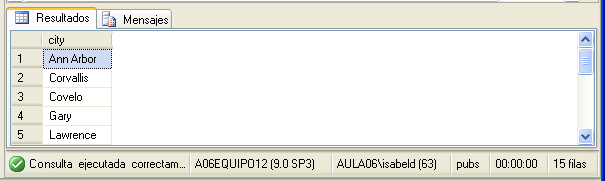 Resultados Mensajes
city
1 Ann Arbor
2 Corvallis
3 Covelo
4 Gary
5 Lawrence
Consulta ejecutada correctam... A06EQUIPO12 (9.0 SP3) AULA06\isabeld (63) pubs 00:00:00 15 filas